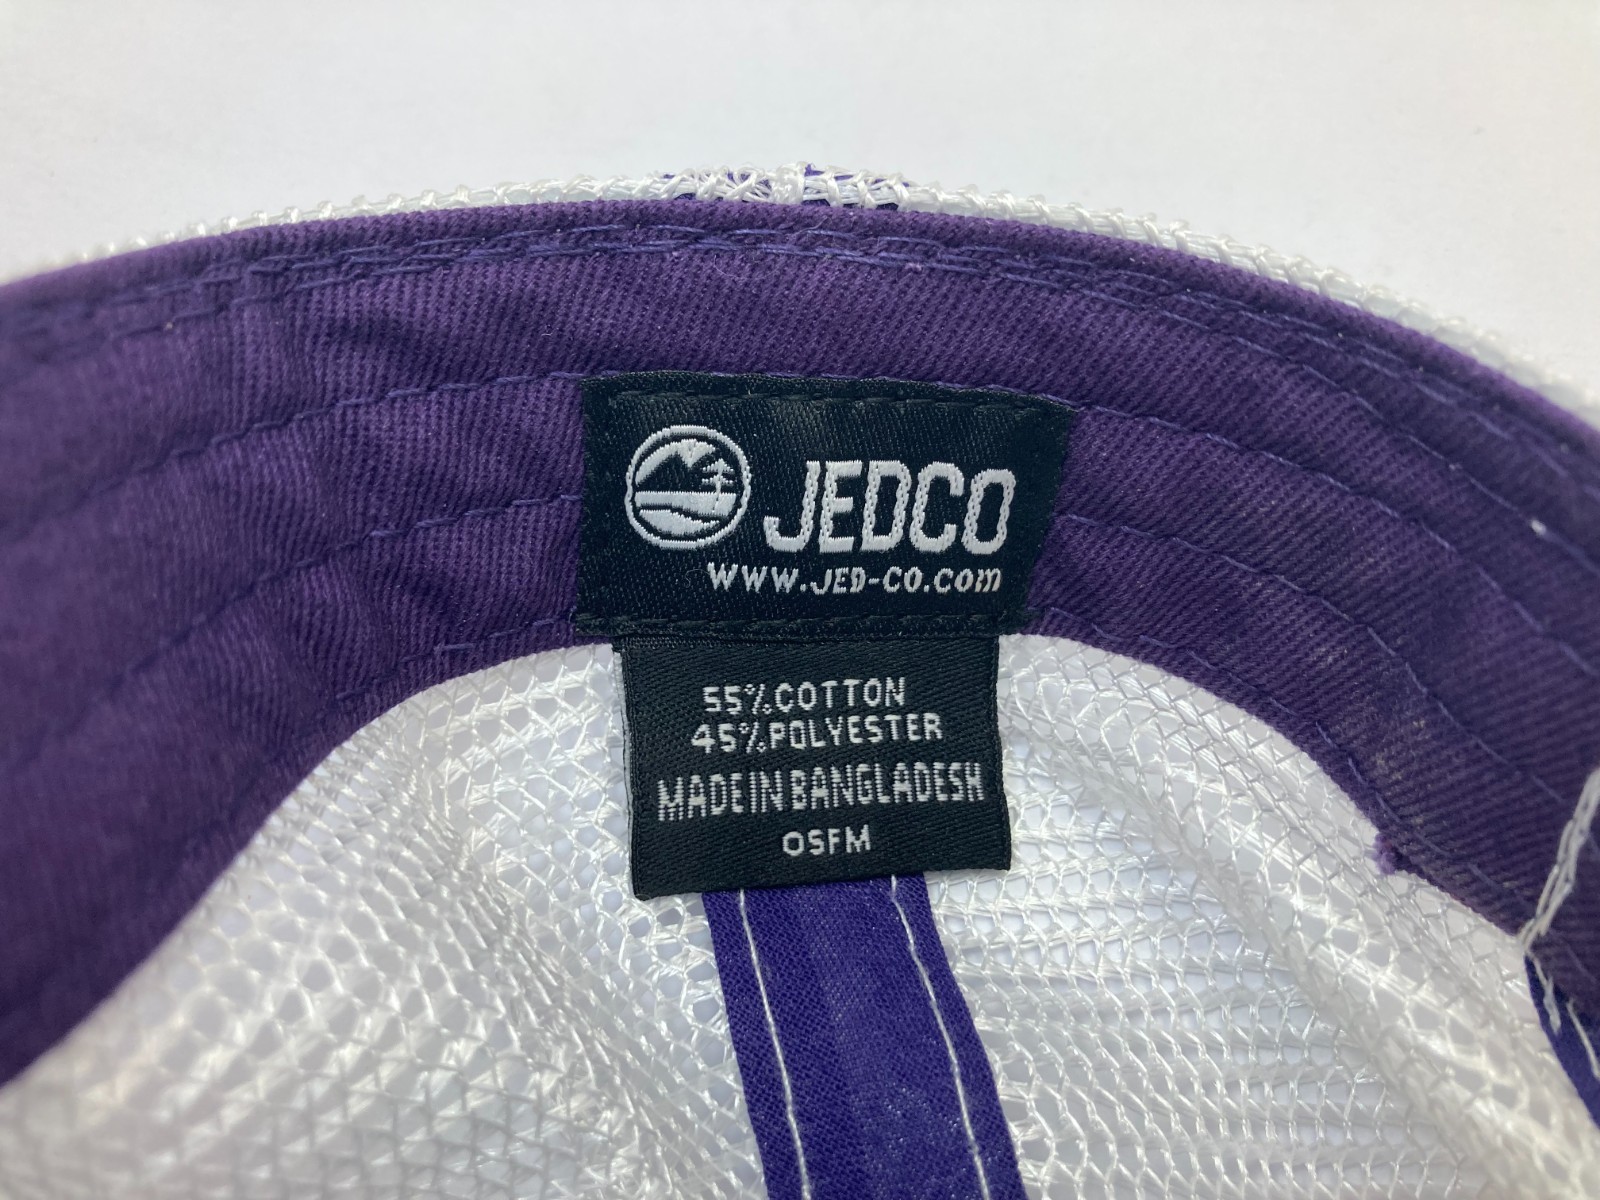 JEDCO
WWW.JED-CO.COM
55%COTTON
45%POLYESTER
MADE IN BANGLADESH
OSFM